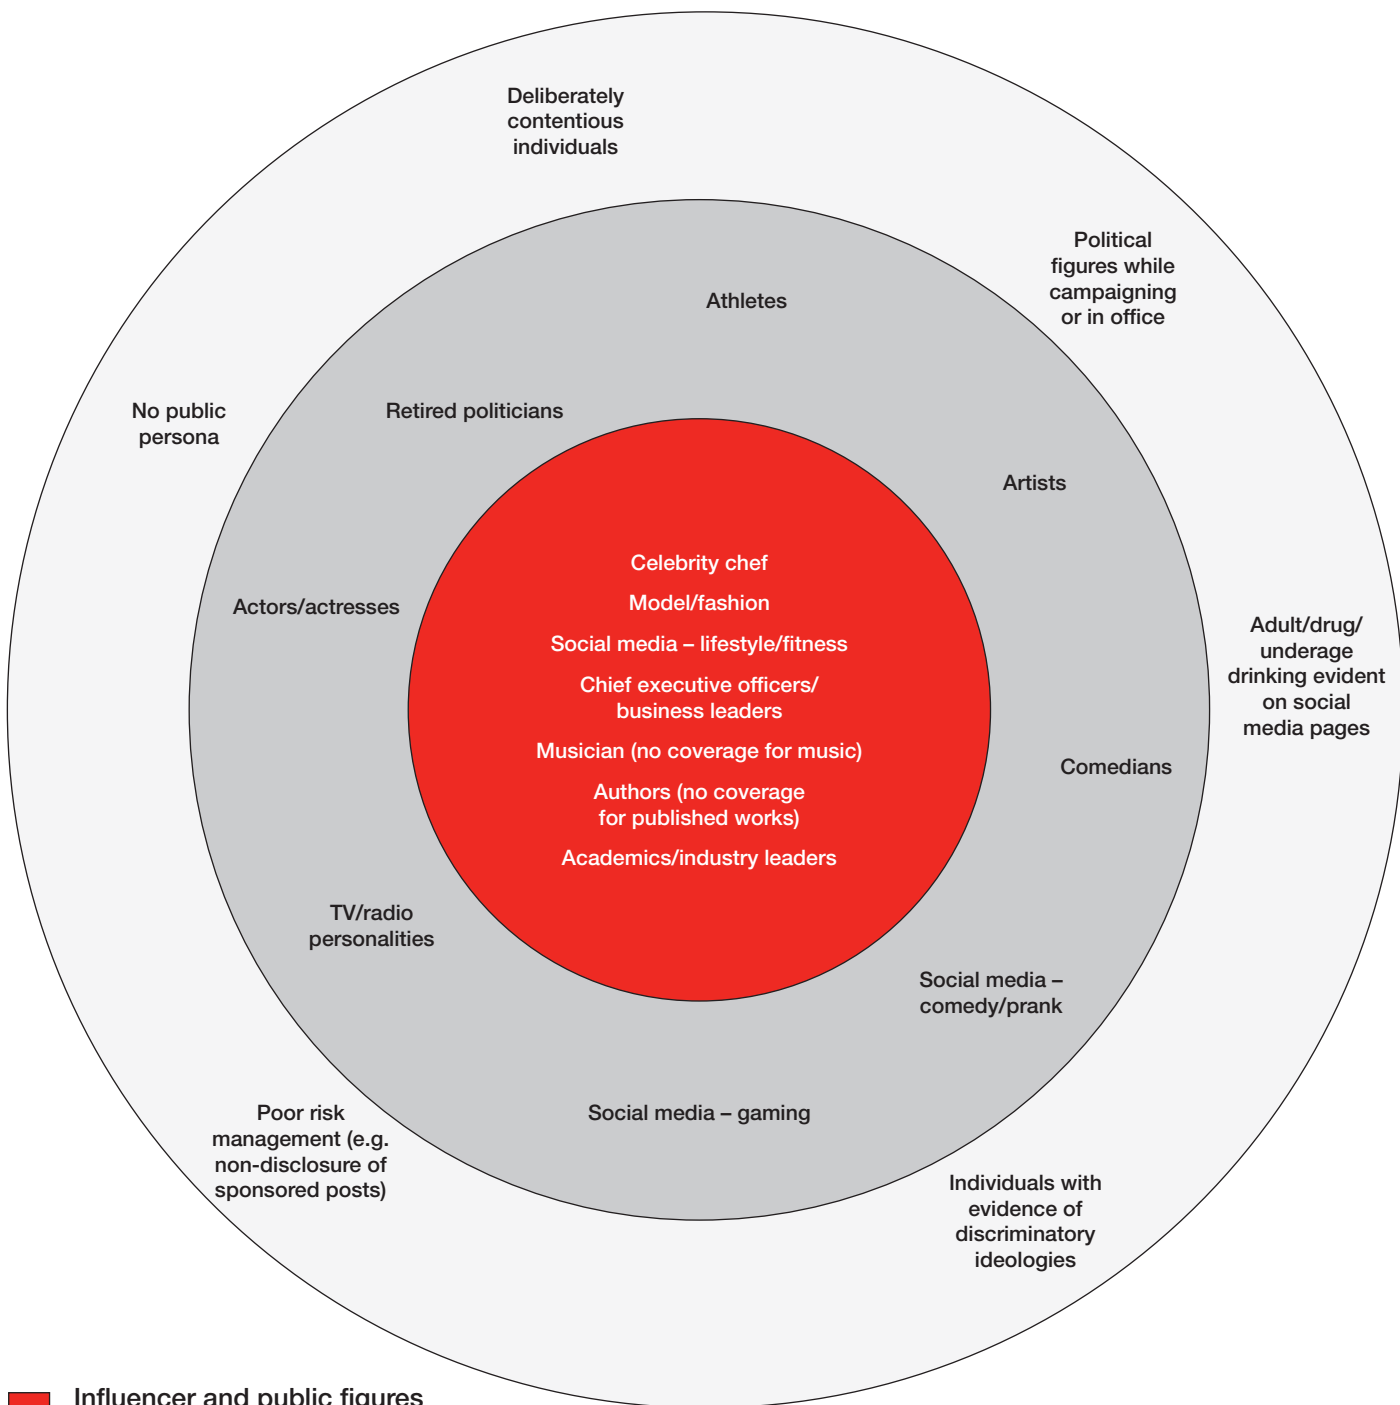 Deliberately
contentious
individuals
Political
figures while
campaigning
or in office
Athletes
No public
persona
Retired politicians
Artists
Celebrity chef
Model/fashion
Social media – lifestyle/fitness
Chief executive officers/
business leaders
Musician (no coverage for music)
Authors (no coverage
for published works)
Academics/industry leaders
Actors/actresses
Adult/drug/
underage
drinking evident
on social
media pages
Comedians
TV/radio
personalities
Social media –
comedy/prank
Social media – gaming
Poor risk
management (e.g.
non-disclosure of
sponsored posts)
Individuals with
evidence of
discriminatory
ideologies
Influencer and public figures